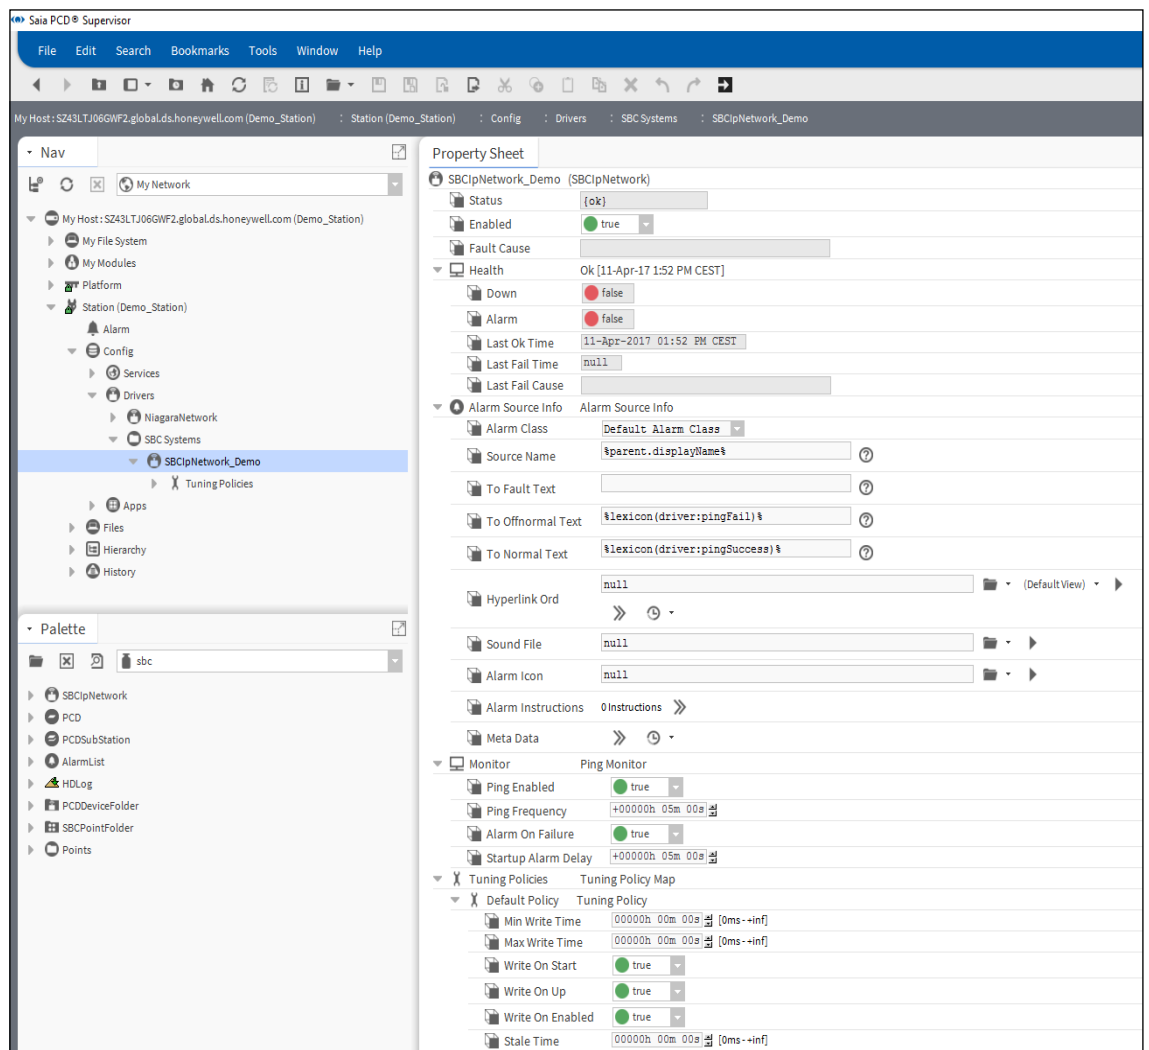 Saia PCD® Supervisor
File Edit Search Bookmarks Tools Window Help
My Host : SZ43LTJ06GWF2.global.ds.honeywell.com (Demo_Station) : Station (Demo_Station) : Config : Drivers : SBC Systems : SBCIpNetwork_Demo
Nav
My Network
My Host : SZ43LTJ06GWF2.global.ds.honeywell.com (Demo_Station)
My File System
My Modules
Platform
Station (Demo_Station)
Alarm
Config
Services
Drivers
NiagaraNetwork
SBC Systems
SBCIpNetwork_Demo
Tuning Policies
Apps
Files
Hierarchy
History
Palette
sbc
SBCIpNetwork
PCD
PCDSubStation
AlarmList
HDLog
PCDDeviceFolder
SBCPointFolder
Points
Property Sheet
SBCIpNetwork_Demo (SBCIpNetwork)
Status {ok}
Enabled true
Fault Cause
Health Ok [11-Apr-17 1:52 PM CEST]
Down false
Alarm false
Last Ok Time 11-Apr-2017 01:52 PM CEST
Last Fail Time null
Last Fail Cause
Alarm Source Info Alarm Source Info
Alarm Class Default Alarm Class
Source Name %parent.displayName%
To Fault Text
To Offnormal Text %lexicon(driver:pingFail)%
To Normal Text %lexicon(driver:pingSuccess)%
Hyperlink Ord null (Default View)
Sound File null
Alarm Icon null
Alarm Instructions 0 Instructions
Meta Data
Monitor Ping Monitor
Ping Enabled true
Ping Frequency +00000h 05m 00s
Alarm On Failure true
Startup Alarm Delay +00000h 05m 00s
Tuning Policies Tuning Policy Map
Default Policy Tuning Policy
Min Write Time 00000h 00m 00s [0ms-+inf]
Max Write Time 00000h 00m 00s [0ms-+inf]
Write On Start true
Write On Up true
Write On Enabled true
Stale Time 00000h 00m 00s [0ms-+inf]